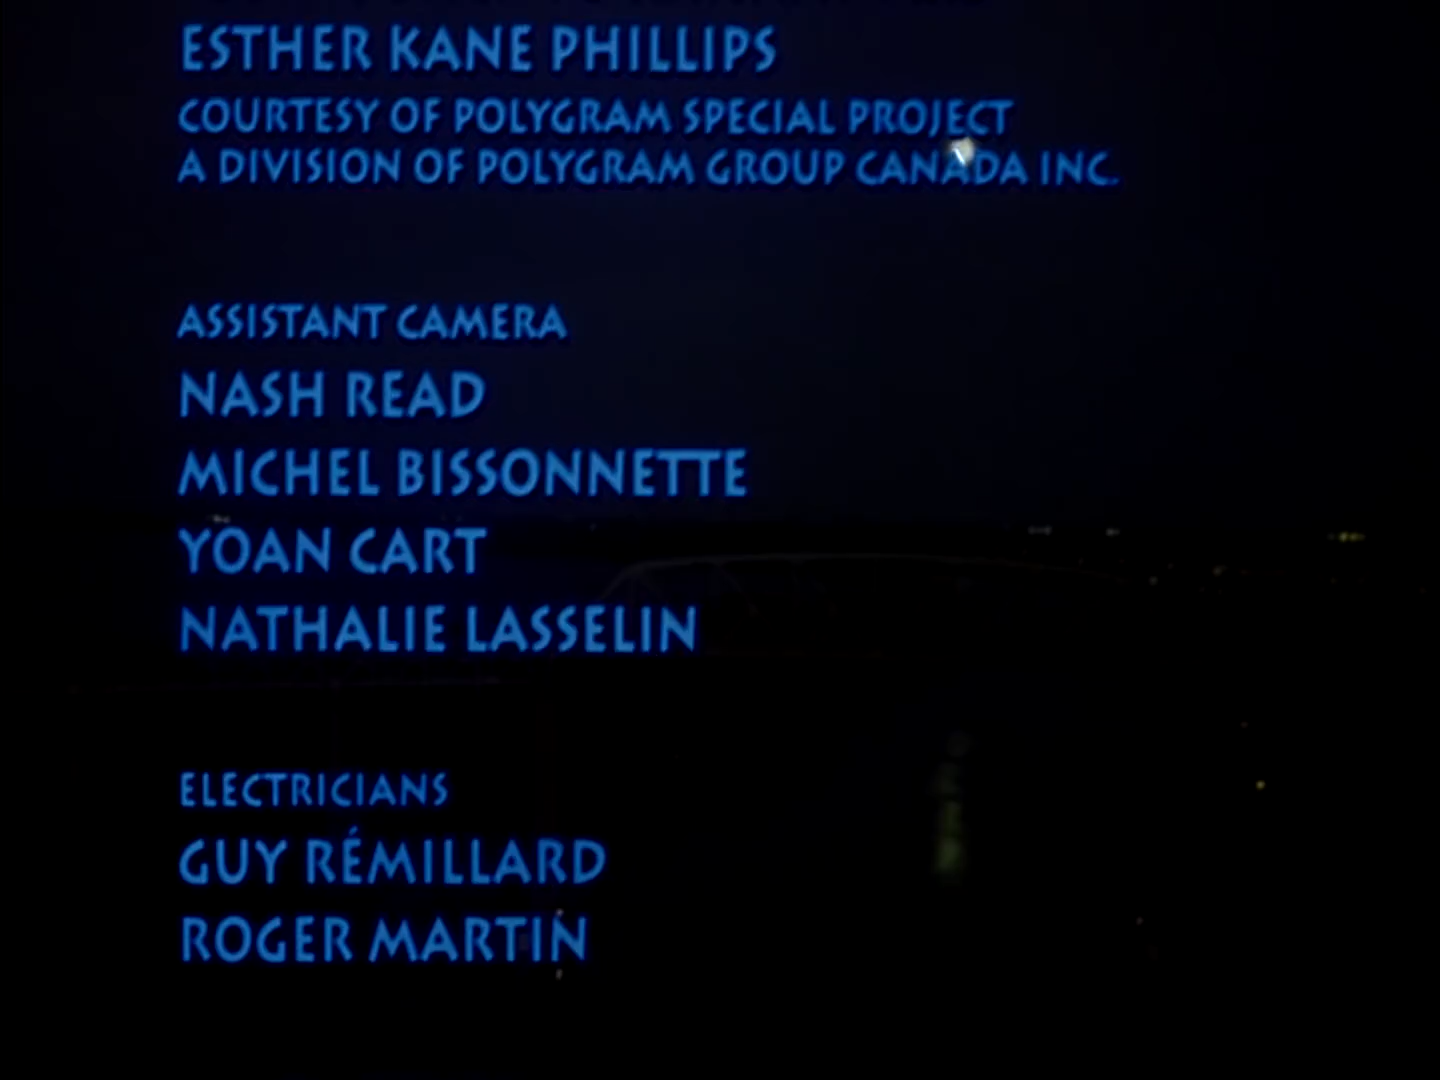 ESTHER KANE PHILLIPS
COURTESY OF POLYGRAM SPECIAL PROJECT
A DIVISION OF POLYGRAM GROUP CANADA INC.
ASSISTANT CAMERA
NASH READ
MICHEL BISSONNETTE
YOAN CART
NATHALIE LASSELIN
ELECTRICIANS
GUY RÉMILLARD
ROGER MARTIN